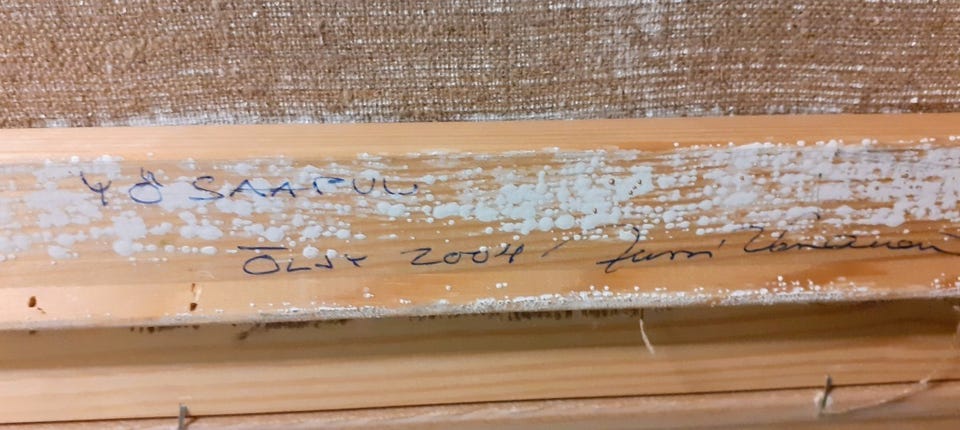 YÖ SAAPUU
ÖLJY 2004 /